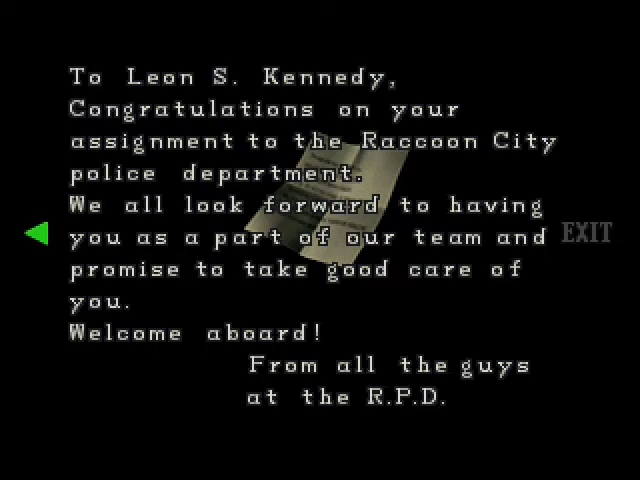 To Leon S. Kennedy,
Congratulations on your
assignment to the Raccoon City
police department.
We all look forward to having
you as a part of our team and
promise to take good care of
you.
Welcome aboard!
From all the guys
at the R.P.D.
EXIT